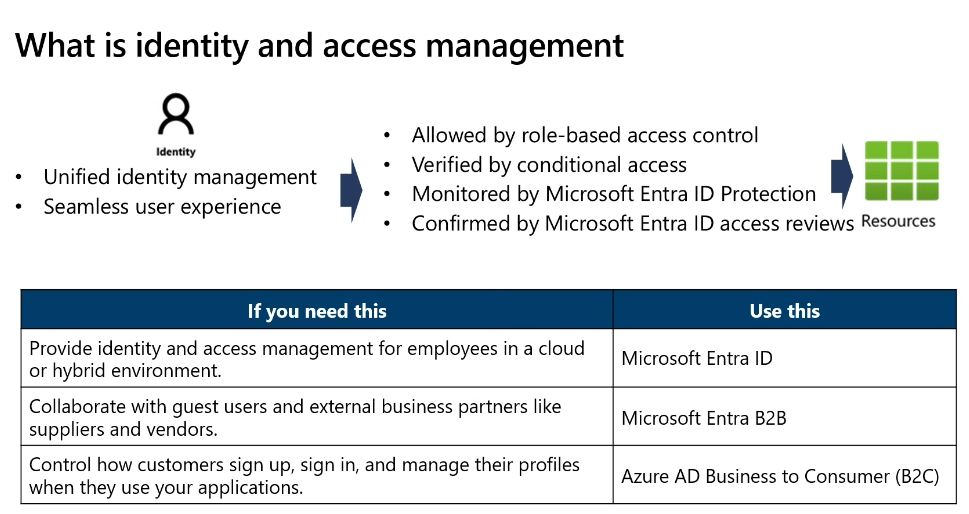 What is identity and access management
Identity
• Unified identity management
• Seamless user experience
• Allowed by role-based access control
• Verified by conditional access
• Monitored by Microsoft Entra ID Protection
• Confirmed by Microsoft Entra ID access reviews
Resources
If you need this
Use this
Provide identity and access management for employees in a cloud
or hybrid environment.
Microsoft Entra ID
Collaborate with guest users and external business partners like
suppliers and vendors.
Microsoft Entra B2B
Control how customers sign up, sign in, and manage their profiles
when they use your applications.
Azure AD Business to Consumer (B2C)